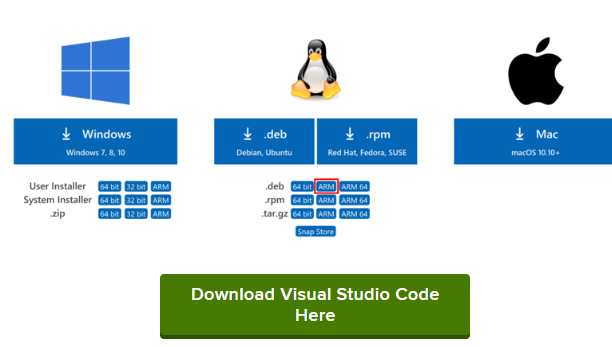 Windows
Windows 7, 8, 10
.deb
Debian, Ubuntu
.rpm
Red Hat, Fedora, SUSE
Mac
macOS 10.10+
User Installer 64 bit 32 bit ARM
System Installer 64 bit 32 bit ARM
.zip 64 bit 32 bit ARM
.deb 64 bit ARM ARM 64
.rpm 64 bit ARM ARM 64
.tar.gz 64 bit ARM ARM 64
Snap Store
Download Visual Studio Code
Here